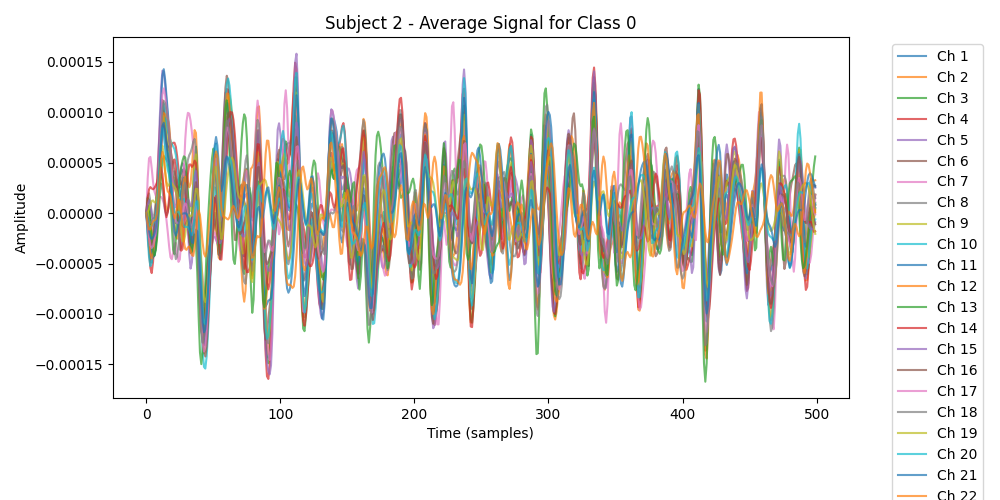 Subject 2 - Average Signal for Class 0
Amplitude
0.00015
0.00010
0.00005
0.00000
−0.00005
−0.00010
−0.00015
0
100
200
300
400
500
Time (samples)
Ch 1
Ch 2
Ch 3
Ch 4
Ch 5
Ch 6
Ch 7
Ch 8
Ch 9
Ch 10
Ch 11
Ch 12
Ch 13
Ch 14
Ch 15
Ch 16
Ch 17
Ch 18
Ch 19
Ch 20
Ch 21
Ch 22